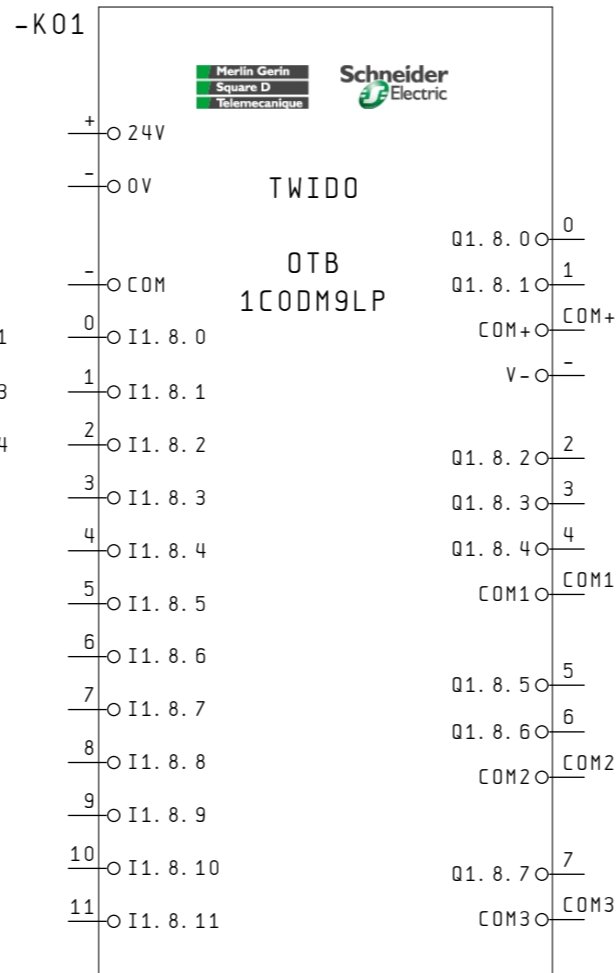 -K01
Merlin Gerin
Square D
Telemecanique
Schneider
Electric
TWIDO
OTB
1CODM9LP
+ 24V
- 0V
- COM
1 0 I1.8.0
3 1 I1.8.1
4 2 I1.8.2
3 I1.8.3
4 I1.8.4
5 I1.8.5
6 I1.8.6
7 I1.8.7
8 I1.8.8
9 I1.8.9
10 I1.8.10
11 I1.8.11
Q1.8.0 0
Q1.8.1 1
COM+ COM+
V- -
Q1.8.2 2
Q1.8.3 3
Q1.8.4 4
COM1 COM1
Q1.8.5 5
Q1.8.6 6
COM2 COM2
Q1.8.7 7
COM3 COM3